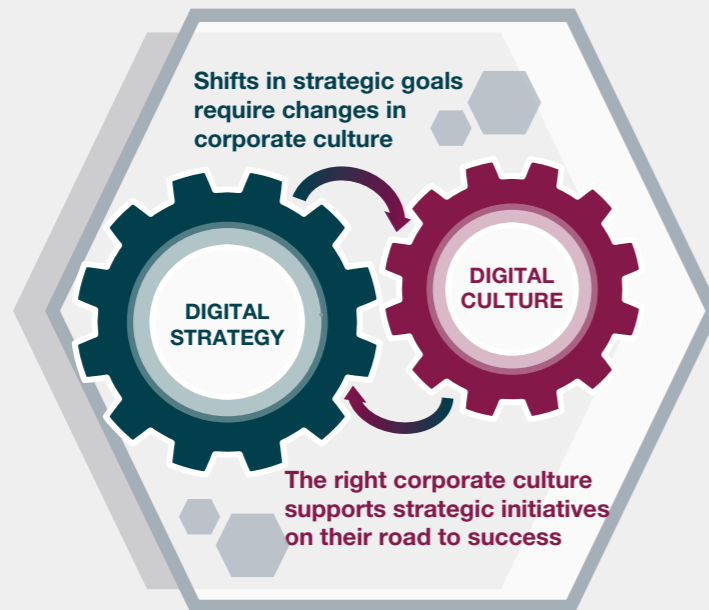 Shifts in strategic goals
require changes in
corporate culture
DIGITAL
STRATEGY
DIGITAL
CULTURE
The right corporate culture
supports strategic initiatives
on their road to success